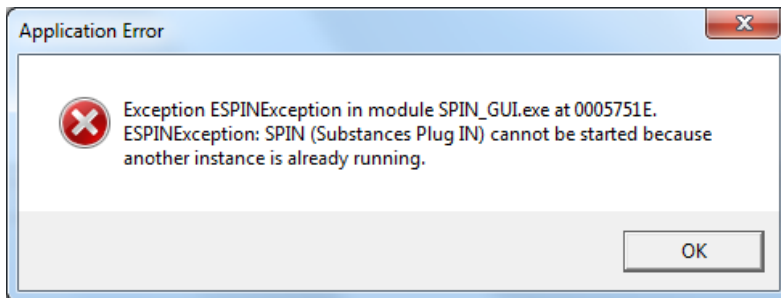 Application Error
Exception ESPINException in module SPIN_GUI.exe at 0005751E.
ESPINException: SPIN (Substances Plug IN) cannot be started because
another instance is already running.
OK